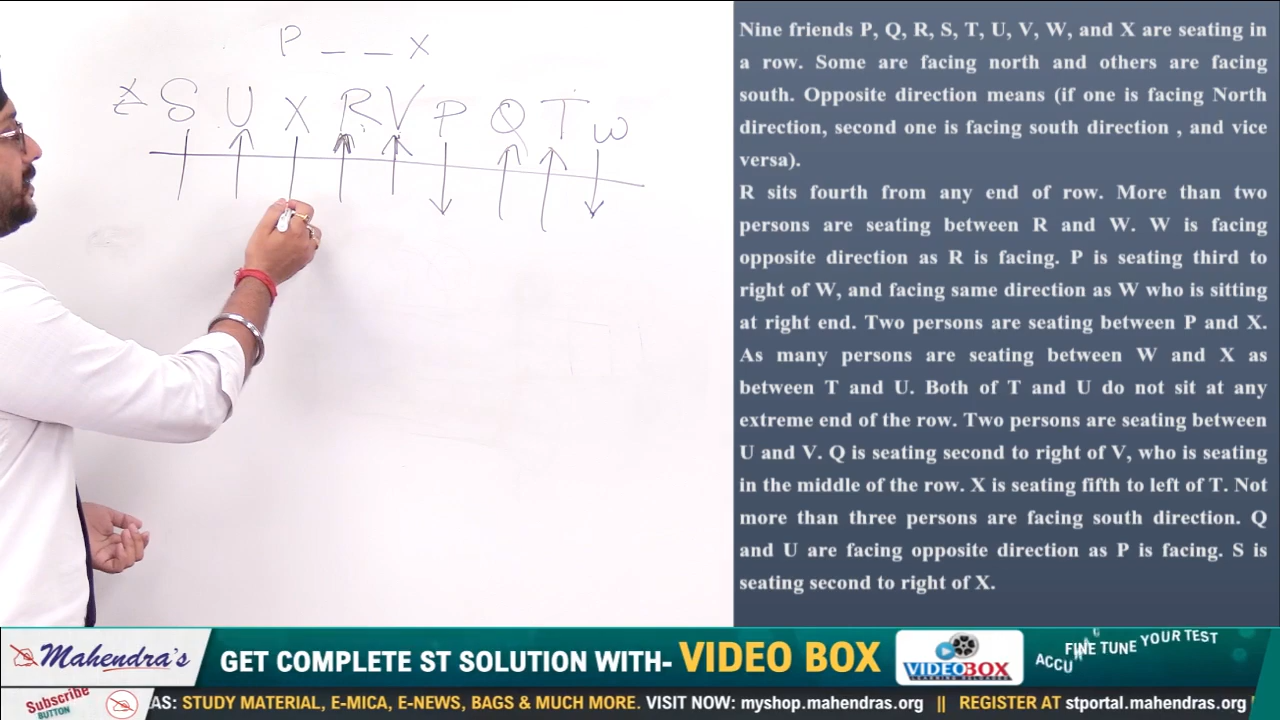 P _ _ X
S U X R V P Q T W
Nine friends P, Q, R, S, T, U, V, W, and X are seating in
a row. Some are facing north and others are facing
south. Opposite direction means (if one is facing North
direction, second one is facing south direction , and vice
versa).
R sits fourth from any end of row. More than two
persons are seating between R and W. W is facing
opposite direction as R is facing. P is seating third to
right of W, and facing same direction as W who is sitting
at right end. Two persons are seating between P and X.
As many persons are seating between W and X as
between T and U. Both of T and U do not sit at any
extreme end of the row. Two persons are seating between
U and V. Q is seating second to right of V, who is seating
in the middle of the row. X is seating fifth to left of T. Not
more than three persons are facing south direction. Q
and U are facing opposite direction as P is facing. S is
seating second to right of X.
Mahendra's
GET COMPLETE ST SOLUTION WITH- VIDEO BOX
VIDEOBOX
LEARNING RELOADED
ACCU
FINE TUNE YOUR TEST
Subscribe
BUTTON
AS: STUDY MATERIAL, E-MICA, E-NEWS, BAGS & MUCH MORE. VISIT NOW: myshop.mahendras.org || REGISTER AT stportal.mahendras.org